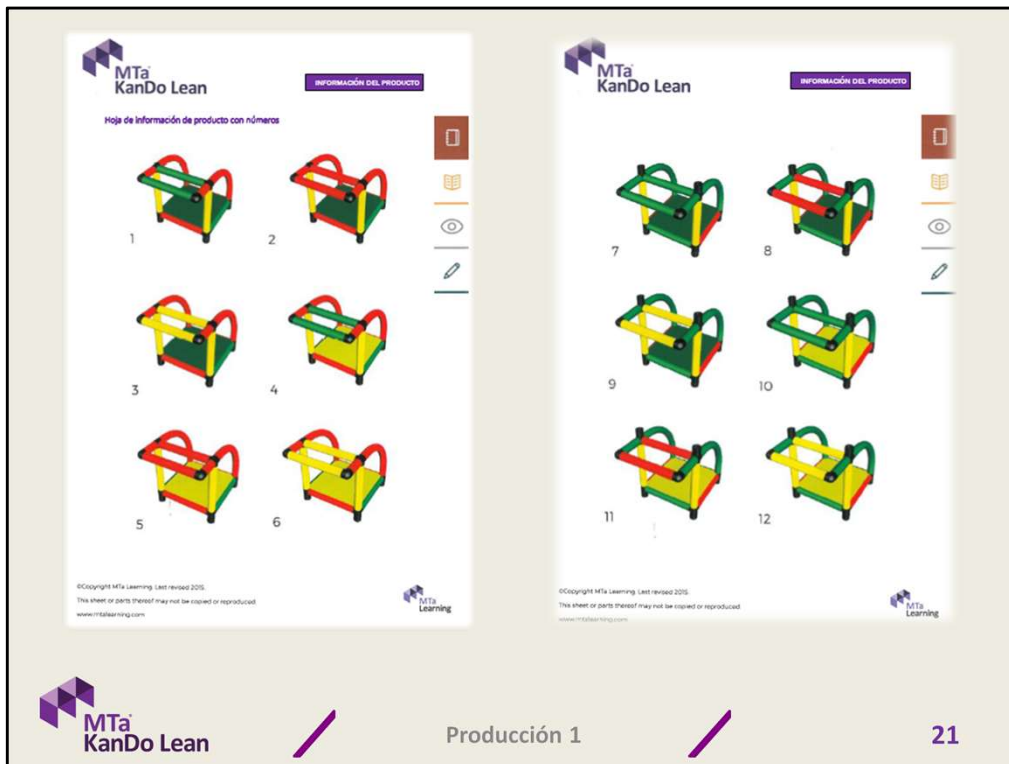 MTa
KanDo Lean
INFORMACIÓN DEL PRODUCTO
Hoja de información de producto con números
1
2
3
4
5
6
©Copyright MTa Learning. Last revised 2015.
This sheet or parts thereof may not be copied or reproduced
www.mtalearning.com
MTa
Learning
MTa
KanDo Lean
INFORMACIÓN DEL PRODUCTO
7
8
9
10
11
12
©Copyright MTa Learning. Last revised 2015.
This sheet or parts thereof may not be copied or reproduced
www.mtalearning.com
MTa
Learning
MTa
KanDo Lean
Producción 1
21